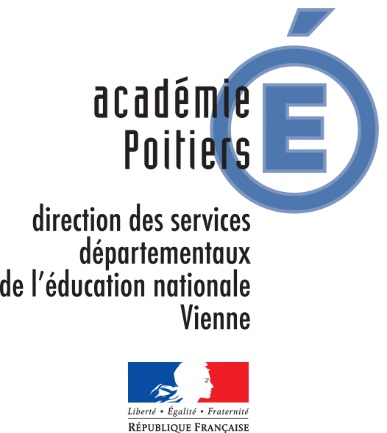 académie
Poitiers
É
direction des services
départementaux
de l'éducation nationale
Vienne
Liberté • Égalité • Fraternité
RÉPUBLIQUE FRANÇAISE